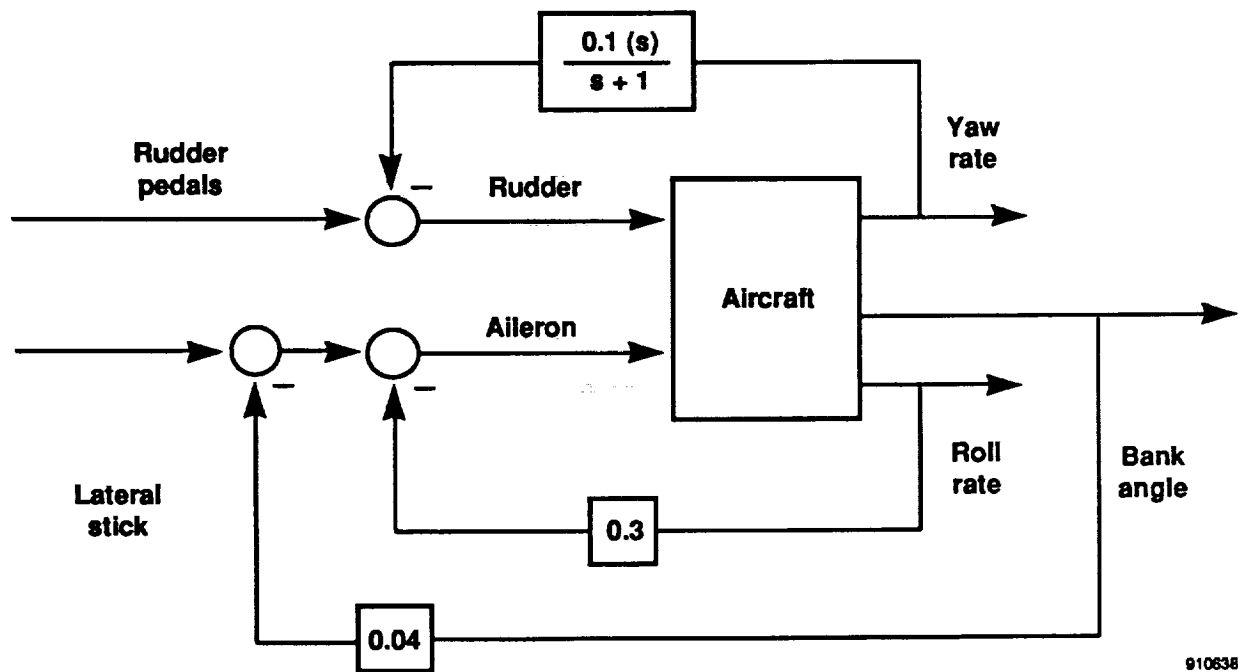 0.1 (s)
s + 1
Yaw
rate
Rudder
pedals
–
Rudder
Aircraft
Aileron
–
–
Lateral
stick
Roll
rate
Bank
angle
0.3
0.04
910638